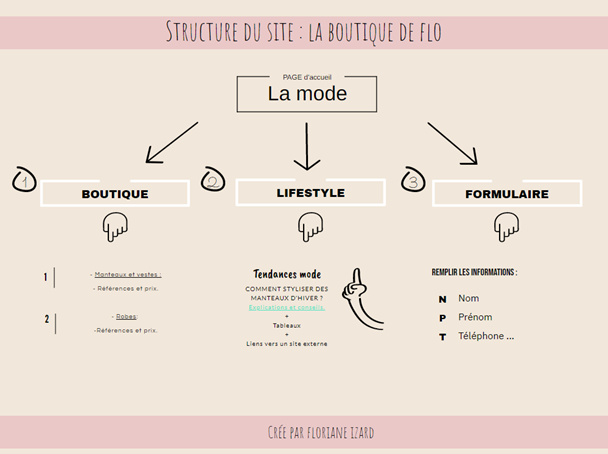 STRUCTURE DU SITE : LA BOUTIQUE DE FLO
PAGE d'accueil
La mode
1
BOUTIQUE
2
LIFESTYLE
3
FORMULAIRE
1
- Manteaux et vestes :
- Références et prix.
2
- Robes:
-Références et prix.
Tendances mode
COMMENT STYLISER DES
MANTEAUX D'HIVER ?
Explications et conseils.
+
Tableaux
+
Liens vers un site externe
REMPLIR LES INFORMATIONS :
N Nom
P Prénom
T Téléphone ...
CRÉE PAR FLORIANE IZARD